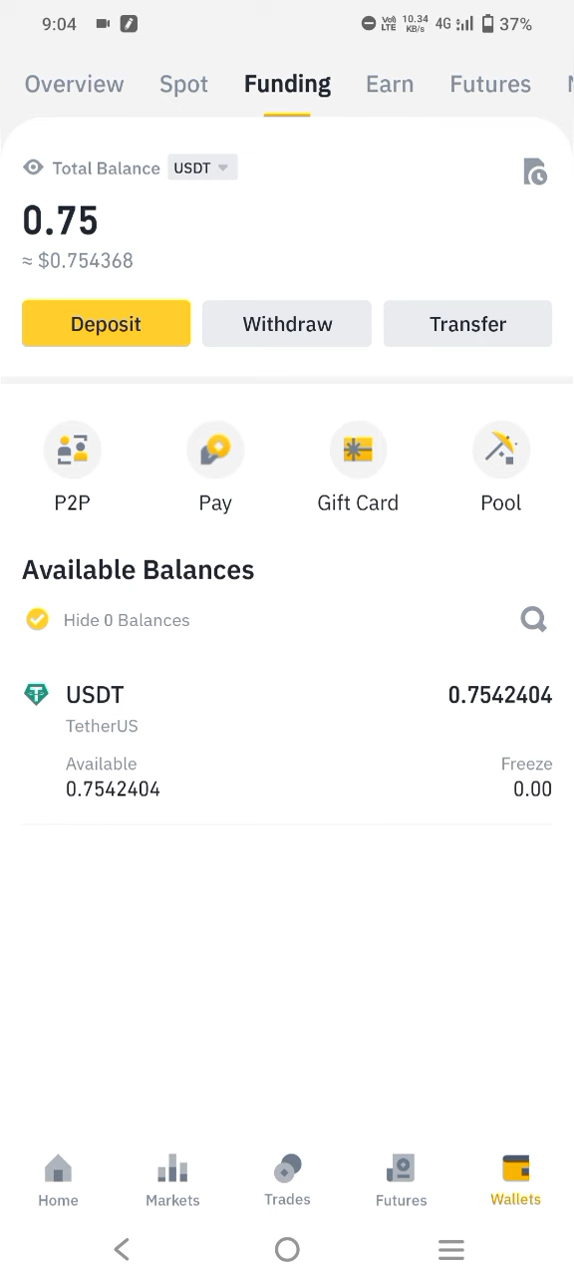 9:04 VoI) LTE 10.34 KB/s 4G 37%
Overview Spot Funding Earn Futures
Total Balance USDT
0.75
≈ $0.754368
Deposit Withdraw Transfer
P2P Pay Gift Card Pool
Available Balances
Hide 0 Balances
USDT 0.7542404
TetherUS
Available Freeze
0.7542404 0.00
Home Markets Trades Futures Wallets